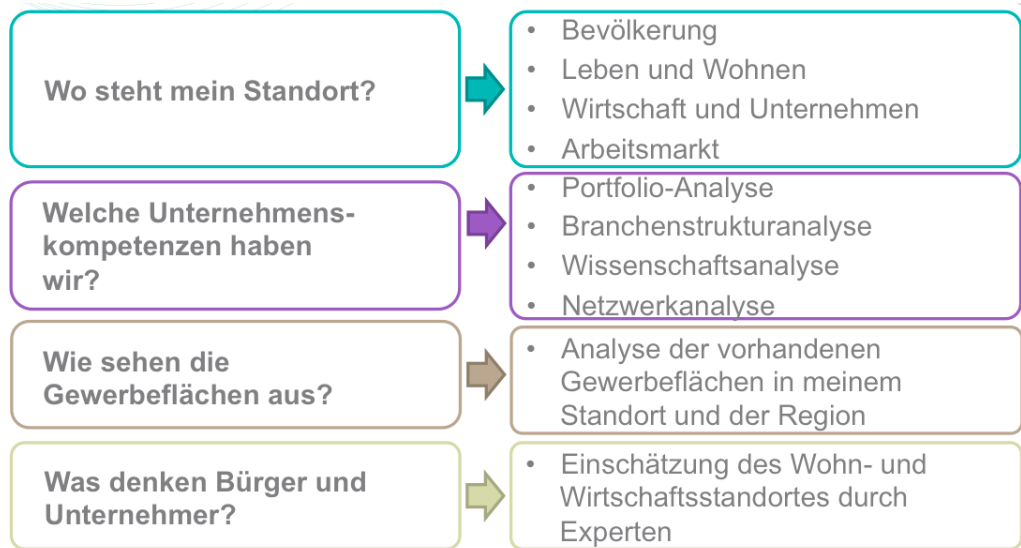 Wo steht mein Standort?
• Bevölkerung
• Leben und Wohnen
• Wirtschaft und Unternehmen
• Arbeitsmarkt
Welche Unternehmens-
kompetenzen haben
wir?
• Portfolio-Analyse
• Branchenstrukturanalyse
• Wissenschaftsanalyse
• Netzwerkanalyse
Wie sehen die
Gewerbeflächen aus?
• Analyse der vorhandenen
Gewerbeflächen in meinem
Standort und der Region
Was denken Bürger und
Unternehmer?
• Einschätzung des Wohn- und
Wirtschaftsstandortes durch
Experten